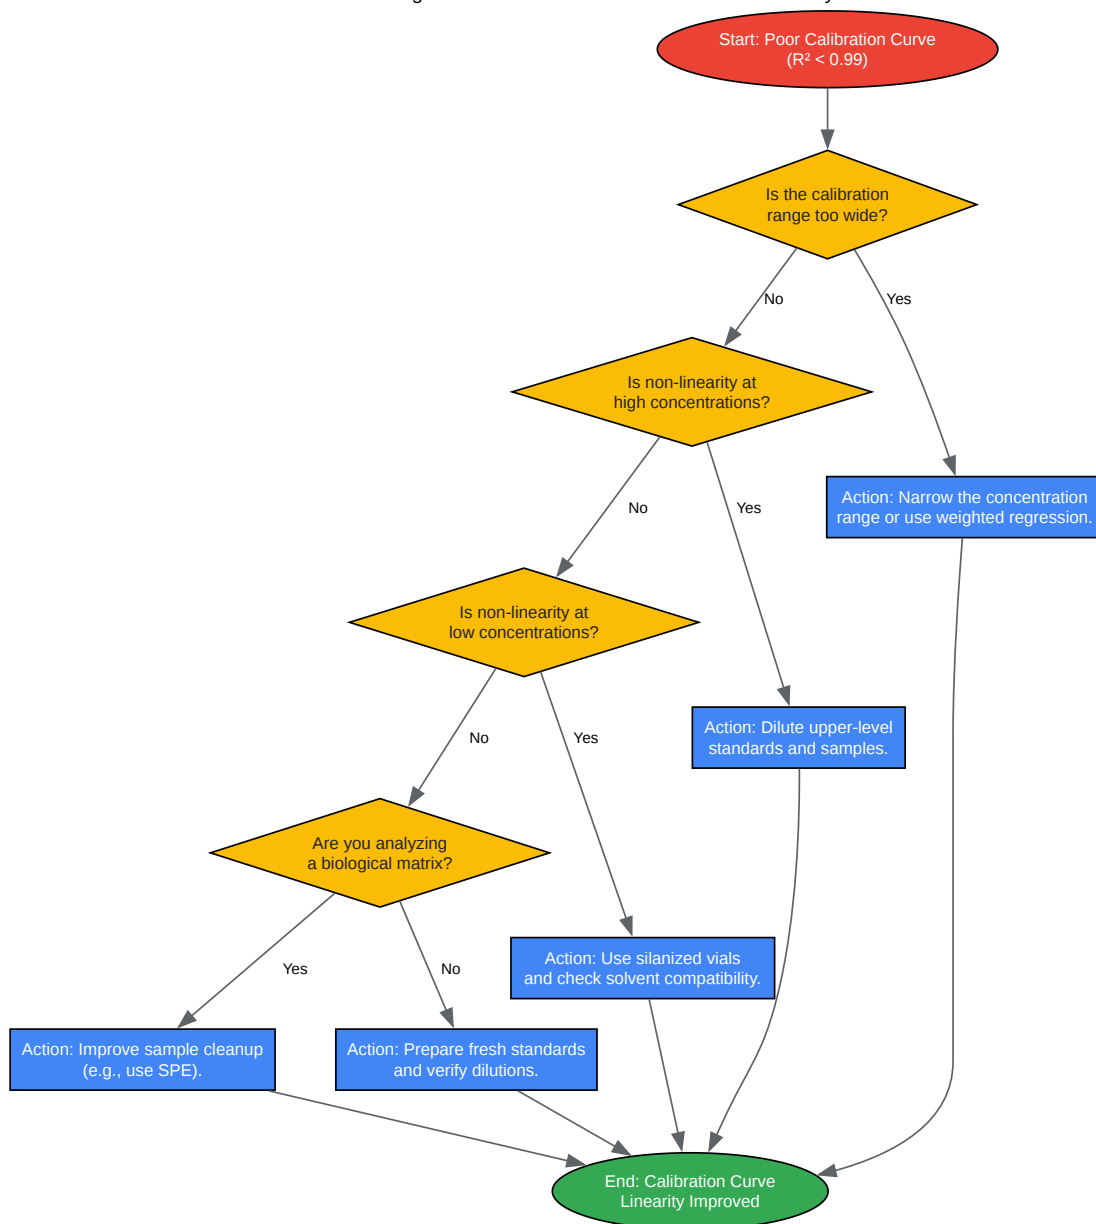 Start: Poor Calibration Curve
(R² < 0.99)
Is the calibration
range too wide?
No
Yes
Is non-linearity at
high concentrations?
Action: Narrow the concentration
range or use weighted regression.
No
Yes
Is non-linearity at
low concentrations?
Action: Dilute upper-level
standards and samples.
No
Yes
Are you analyzing
a biological matrix?
Action: Use silanized vials
and check solvent compatibility.
Yes
No
Action: Improve sample cleanup
(e.g., use SPE).
Action: Prepare fresh standards
and verify dilutions.
End: Calibration Curve
Linearity Improved